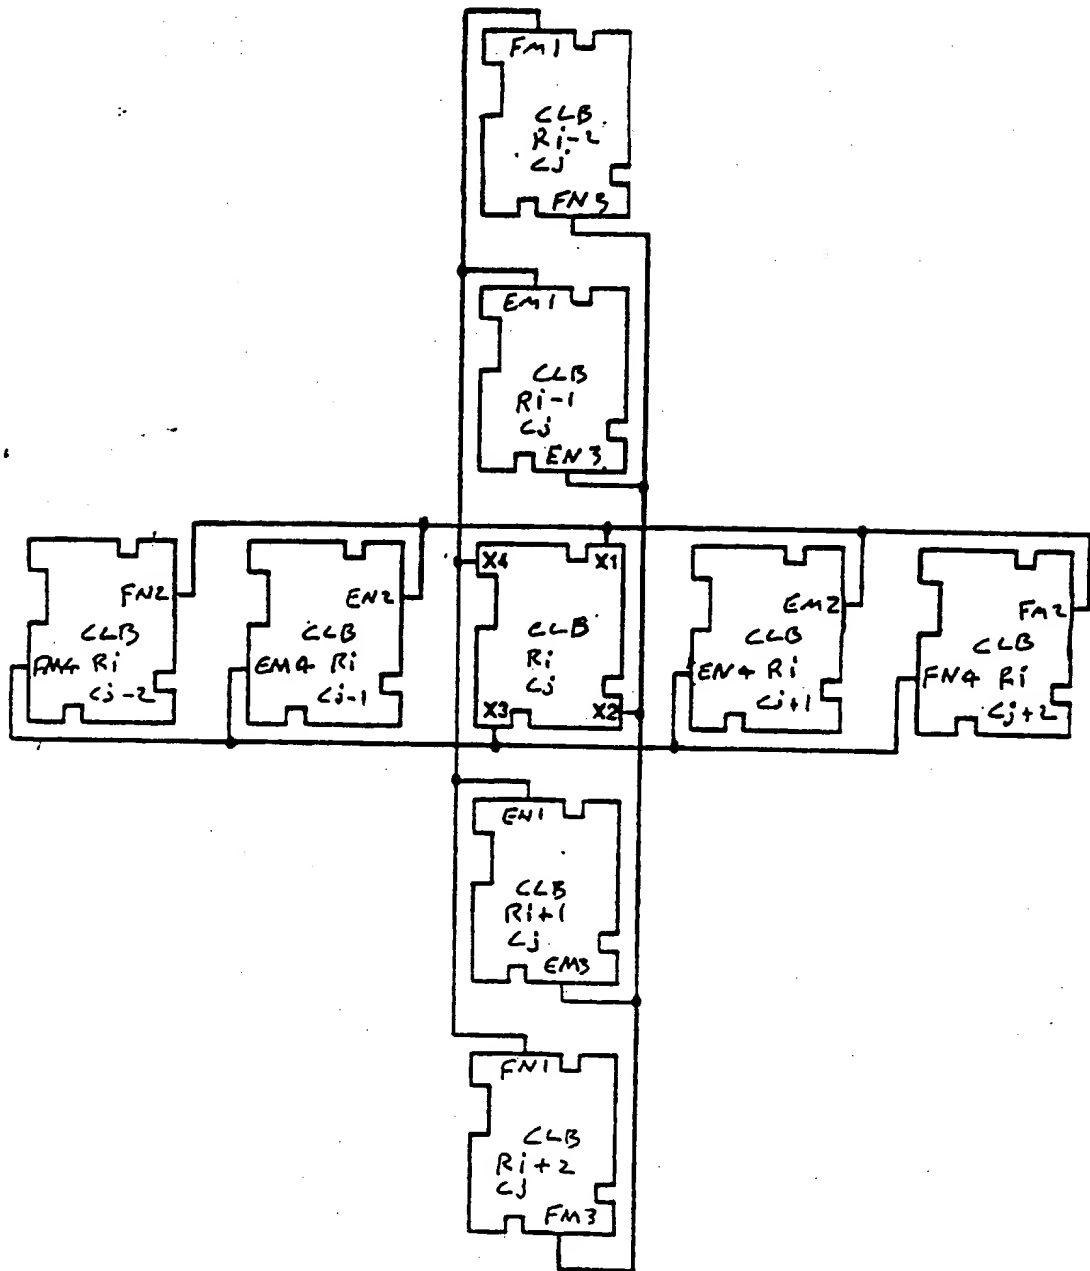 FM1
CLB
Ri-2
Cj
FN3
EM1
CLB
Ri-1
Cj
EN3
FN2
CLB
FM4 Ri
Cj-2
EN2
CLB
EM4 Ri
Cj-1
X4 X1
CLB
Ri
Cj
X3 X2
EM2
CLB
EN4 Ri
Cj+1
FM2
CLB
FN4 Ri
Cj+2
EN1
CLB
Ri+1
Cj
EM3
FN1
CLB
Ri+2
Cj
FM3